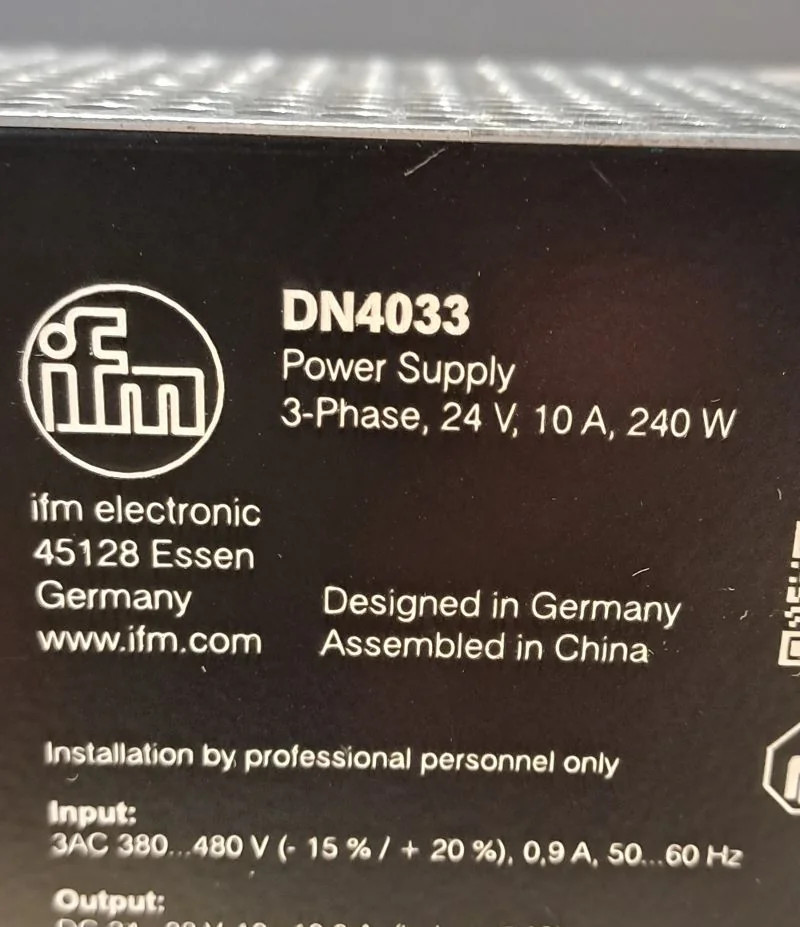 ifm
DN4033
Power Supply
3-Phase, 24 V, 10 A, 240 W
ifm electronic
45128 Essen
Germany
www.ifm.com
Designed in Germany
Assembled in China
Installation by professional personnel only
Input:
3AC 380...480 V (- 15 % / + 20 %), 0,9 A, 50...60 Hz
Output: